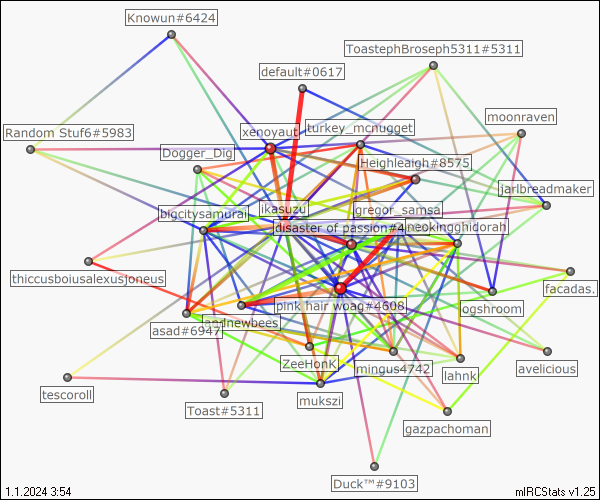 Knowun#6424
ToastephBroseph5311#5311
default#0617
moonraven
xenoyaut
turkey_mcnugget
Random Stuf6#5983
Dogger_Dig
Heighleaigh#8575
jarlbreadmaker
ikasuzu
gregor_samsa
bigcitysamurai
disaster of passion#4
neokingghidorah
thiccusboiusalexusjoneus
facadas.
pink hair woag#4608
ogshroom
andnewbees
asad#6947
ZeeHonK
mingus4742
avelicious
lahnk
tescoroll
Toast#5311
mukszi
gazpachoman
Duck™#9103
1.1.2024 3:54
mIRCStats v1.25